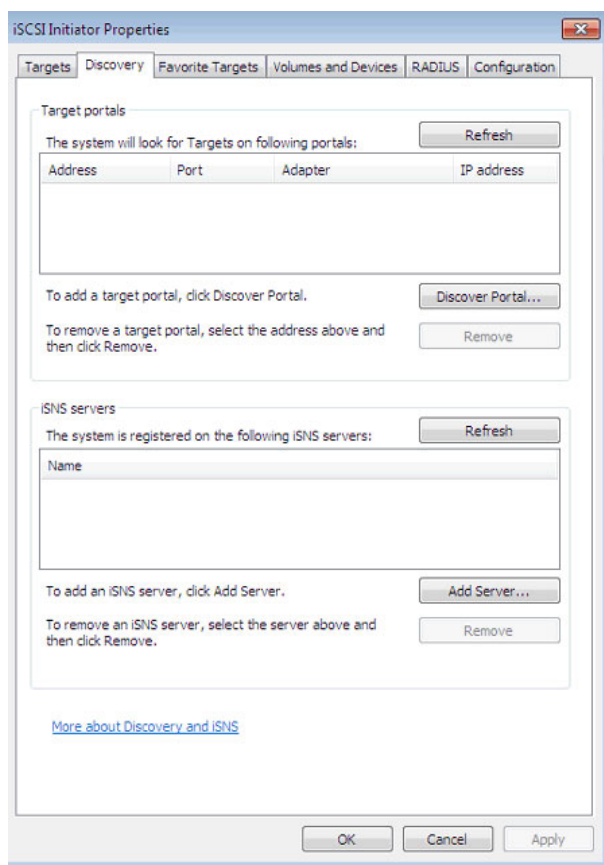 iSCSI Initiator Properties
Targets Discovery Favorite Targets Volumes and Devices RADIUS Configuration
Target portals
The system will look for Targets on following portals:
Refresh
Address Port Adapter IP address
To add a target portal, click Discover Portal.
Discover Portal...
To remove a target portal, select the address above and
then click Remove.
Remove
iSNS servers
The system is registered on the following iSNS servers:
Refresh
Name
To add an iSNS server, click Add Server.
Add Server...
To remove an iSNS server, select the server above and
then click Remove.
Remove
More about Discovery and iSNS
OK Cancel Apply